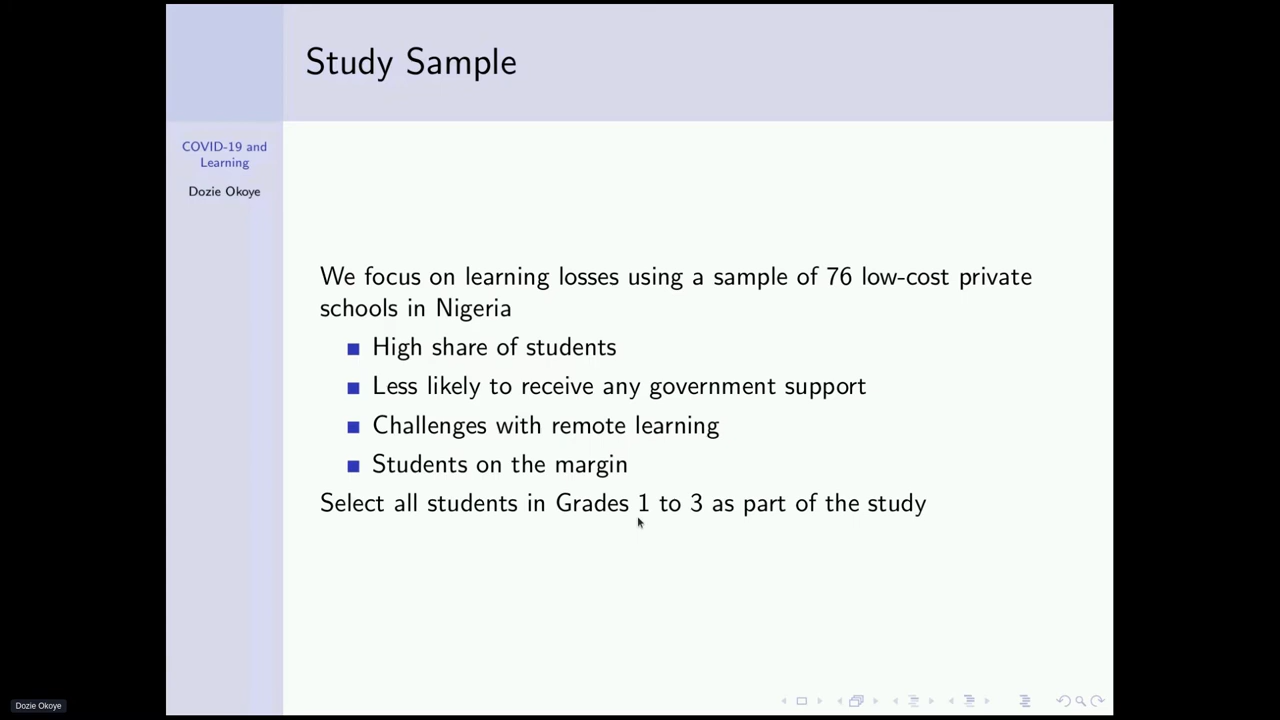 Study Sample
COVID-19 and
Learning
Dozie Okoye
We focus on learning losses using a sample of 76 low-cost private
schools in Nigeria
High share of students
Less likely to receive any government support
Challenges with remote learning
Students on the margin
Select all students in Grades 1 to 3 as part of the study
Dozie Okoye